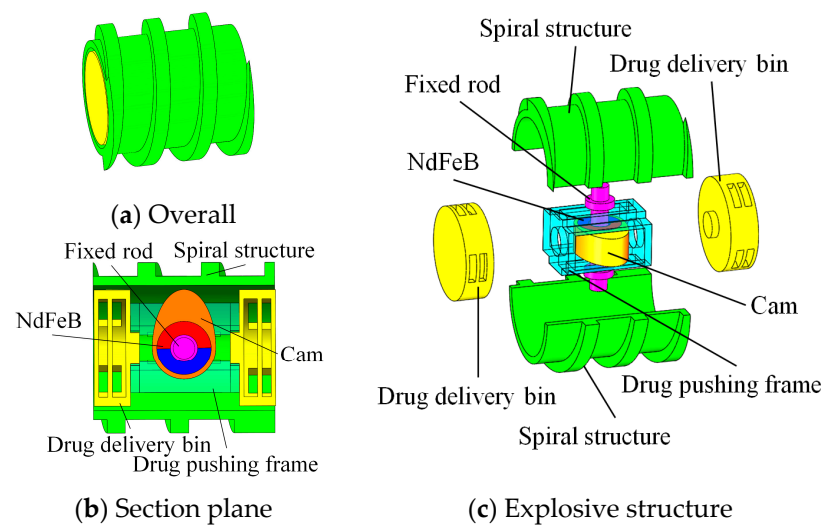 (a) Overall
Fixed rod
Spiral structure
NdFeB
Cam
Drug delivery bin
Drug pushing frame
(b) Section plane
Spiral structure
Drug delivery bin
Fixed rod
NdFeB
Cam
Drug delivery bin
Drug pushing frame
Spiral structure
(c) Explosive structure